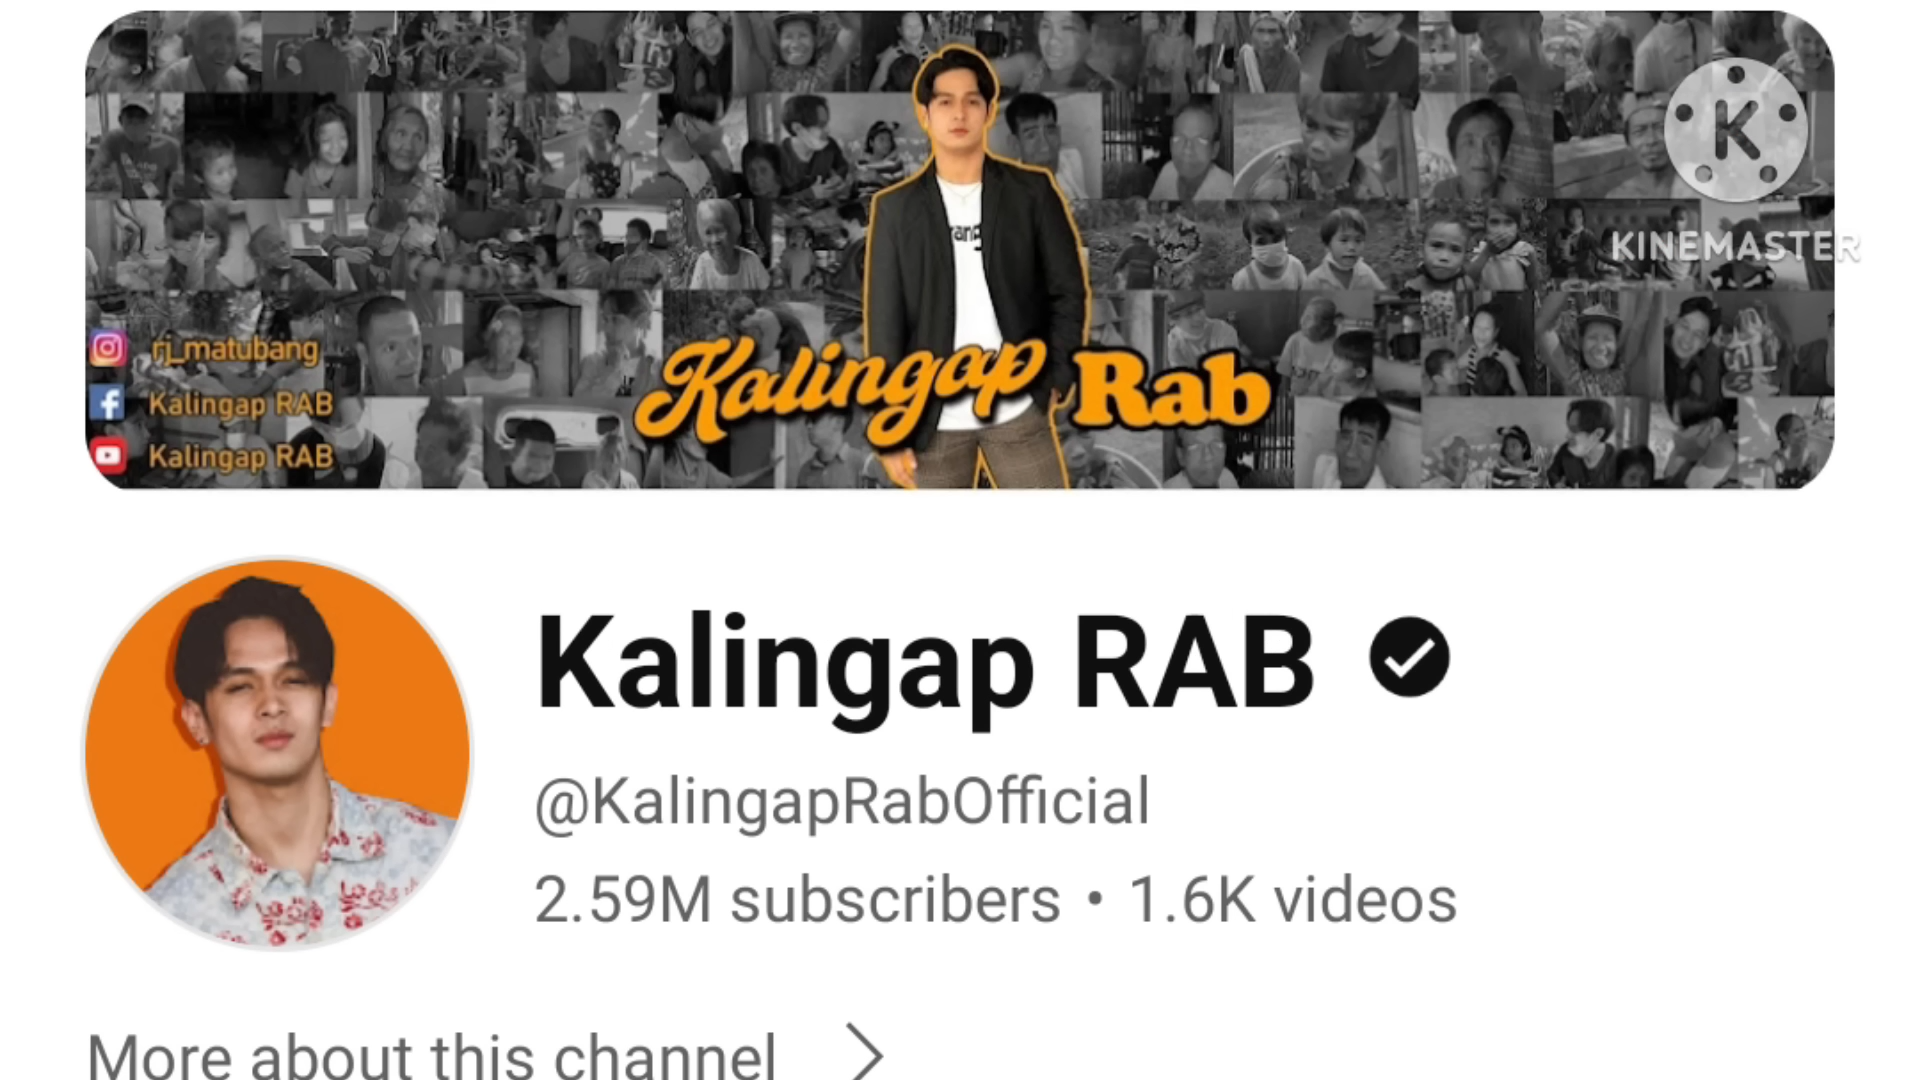 K
KINEMASTER
rang
rj_matubang
Kalingap RAB
Kalingap RAB
Kalingap Rab
Kalingap RAB
@KalingapRabOfficial
2.59M subscribers • 1.6K videos
More about this channel >